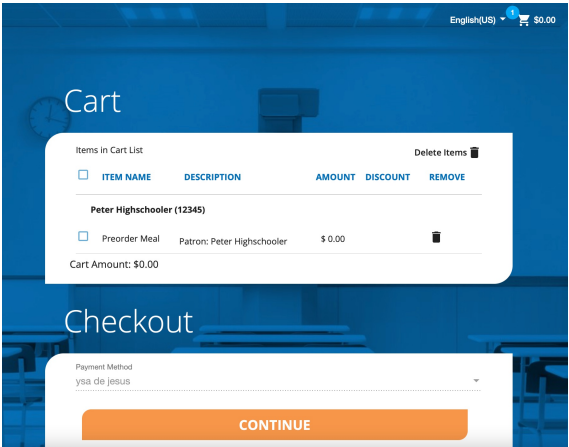 English(US) 1 $0.00
Cart
Items in Cart List Delete Items
ITEM NAME DESCRIPTION AMOUNT DISCOUNT REMOVE
Peter Highschooler (12345)
Preorder Meal Patron: Peter Highschooler $ 0.00
Cart Amount: $0.00
Checkout
Payment Method
ysa de jesus
CONTINUE